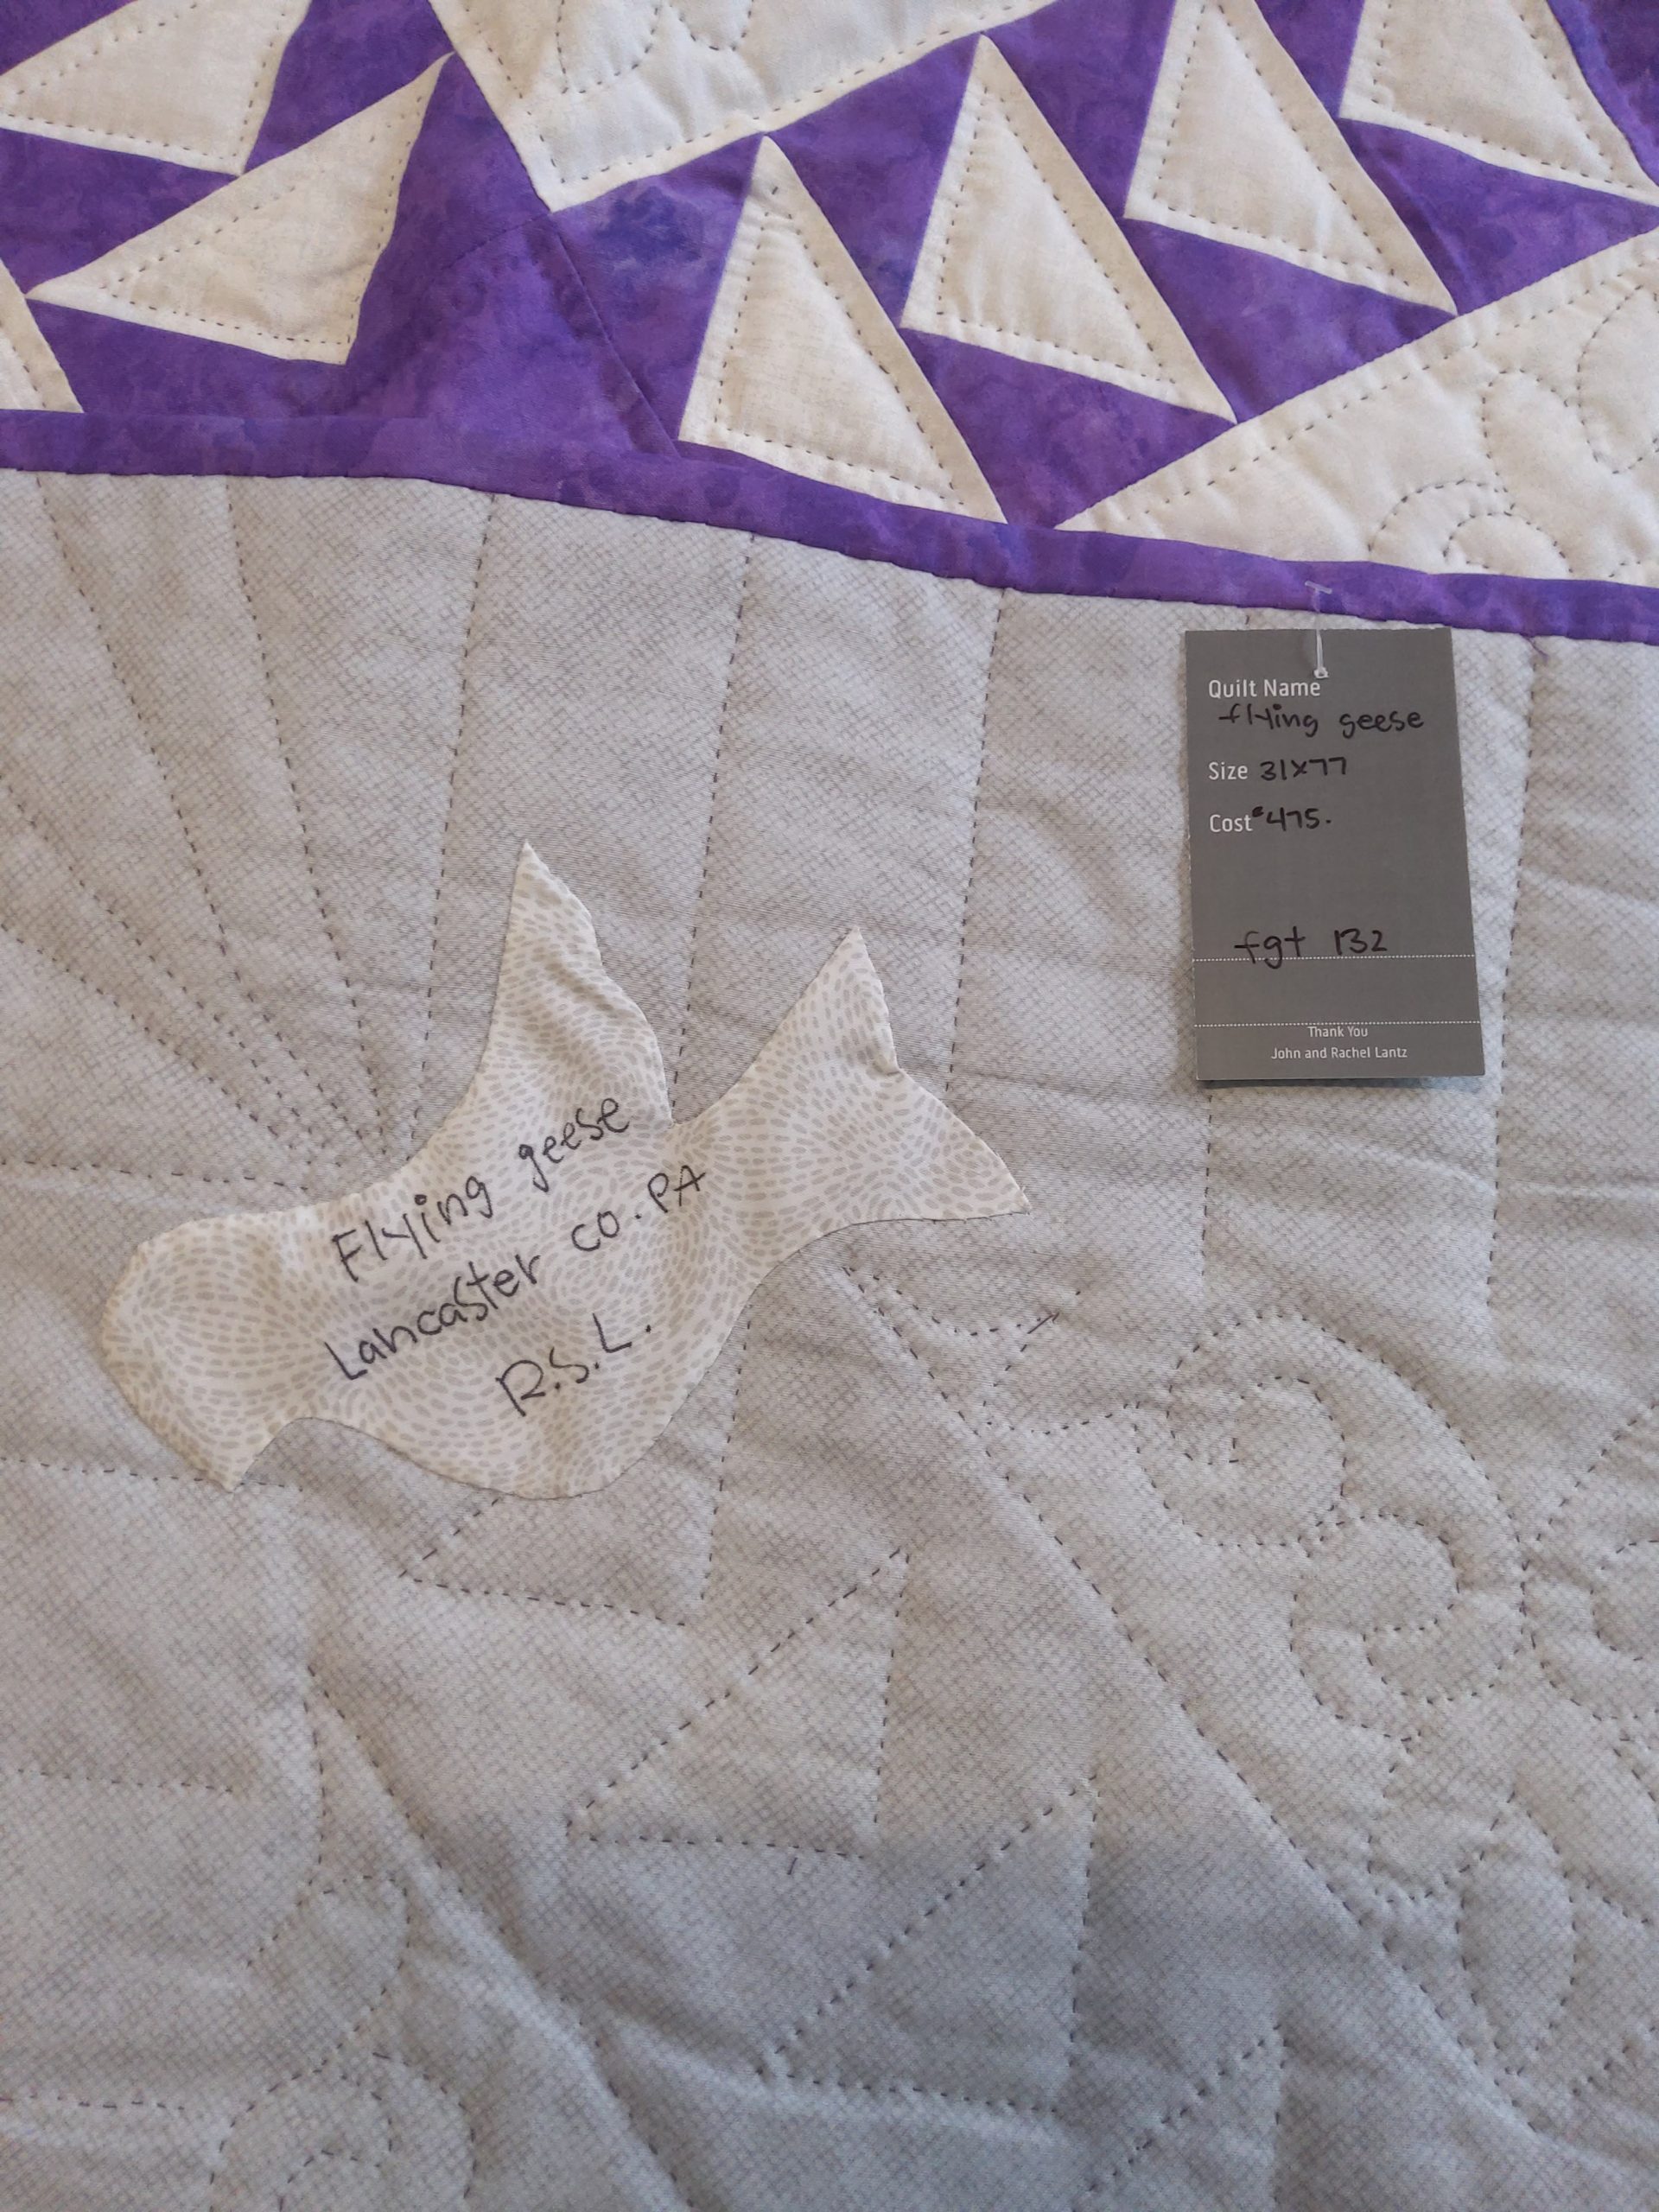 Quilt Name
flying geese
Size 31x77
Cost $475.
fgt 132
Thank You
John and Rachel Lantz
Flying geese
Lancaster co. PA
R.S.L.